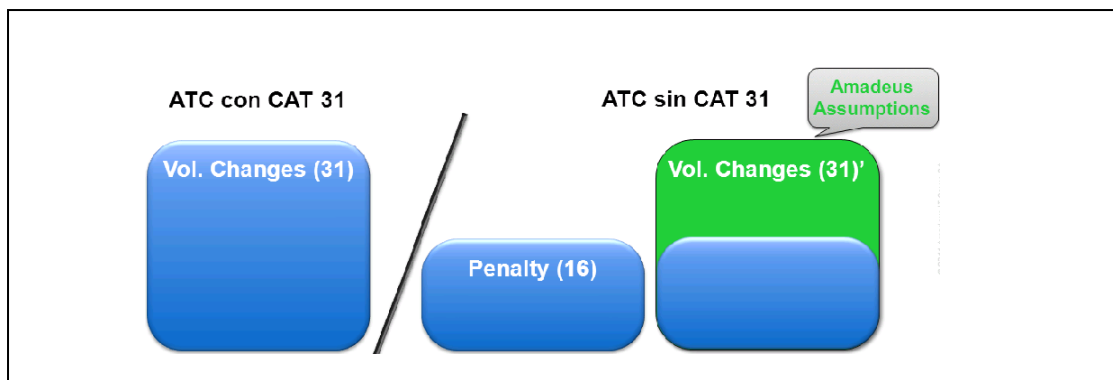 ATC con CAT 31
ATC sin CAT 31
Amadeus
Assumptions
Vol. Changes (31)
Vol. Changes (31)’
Penalty (16)